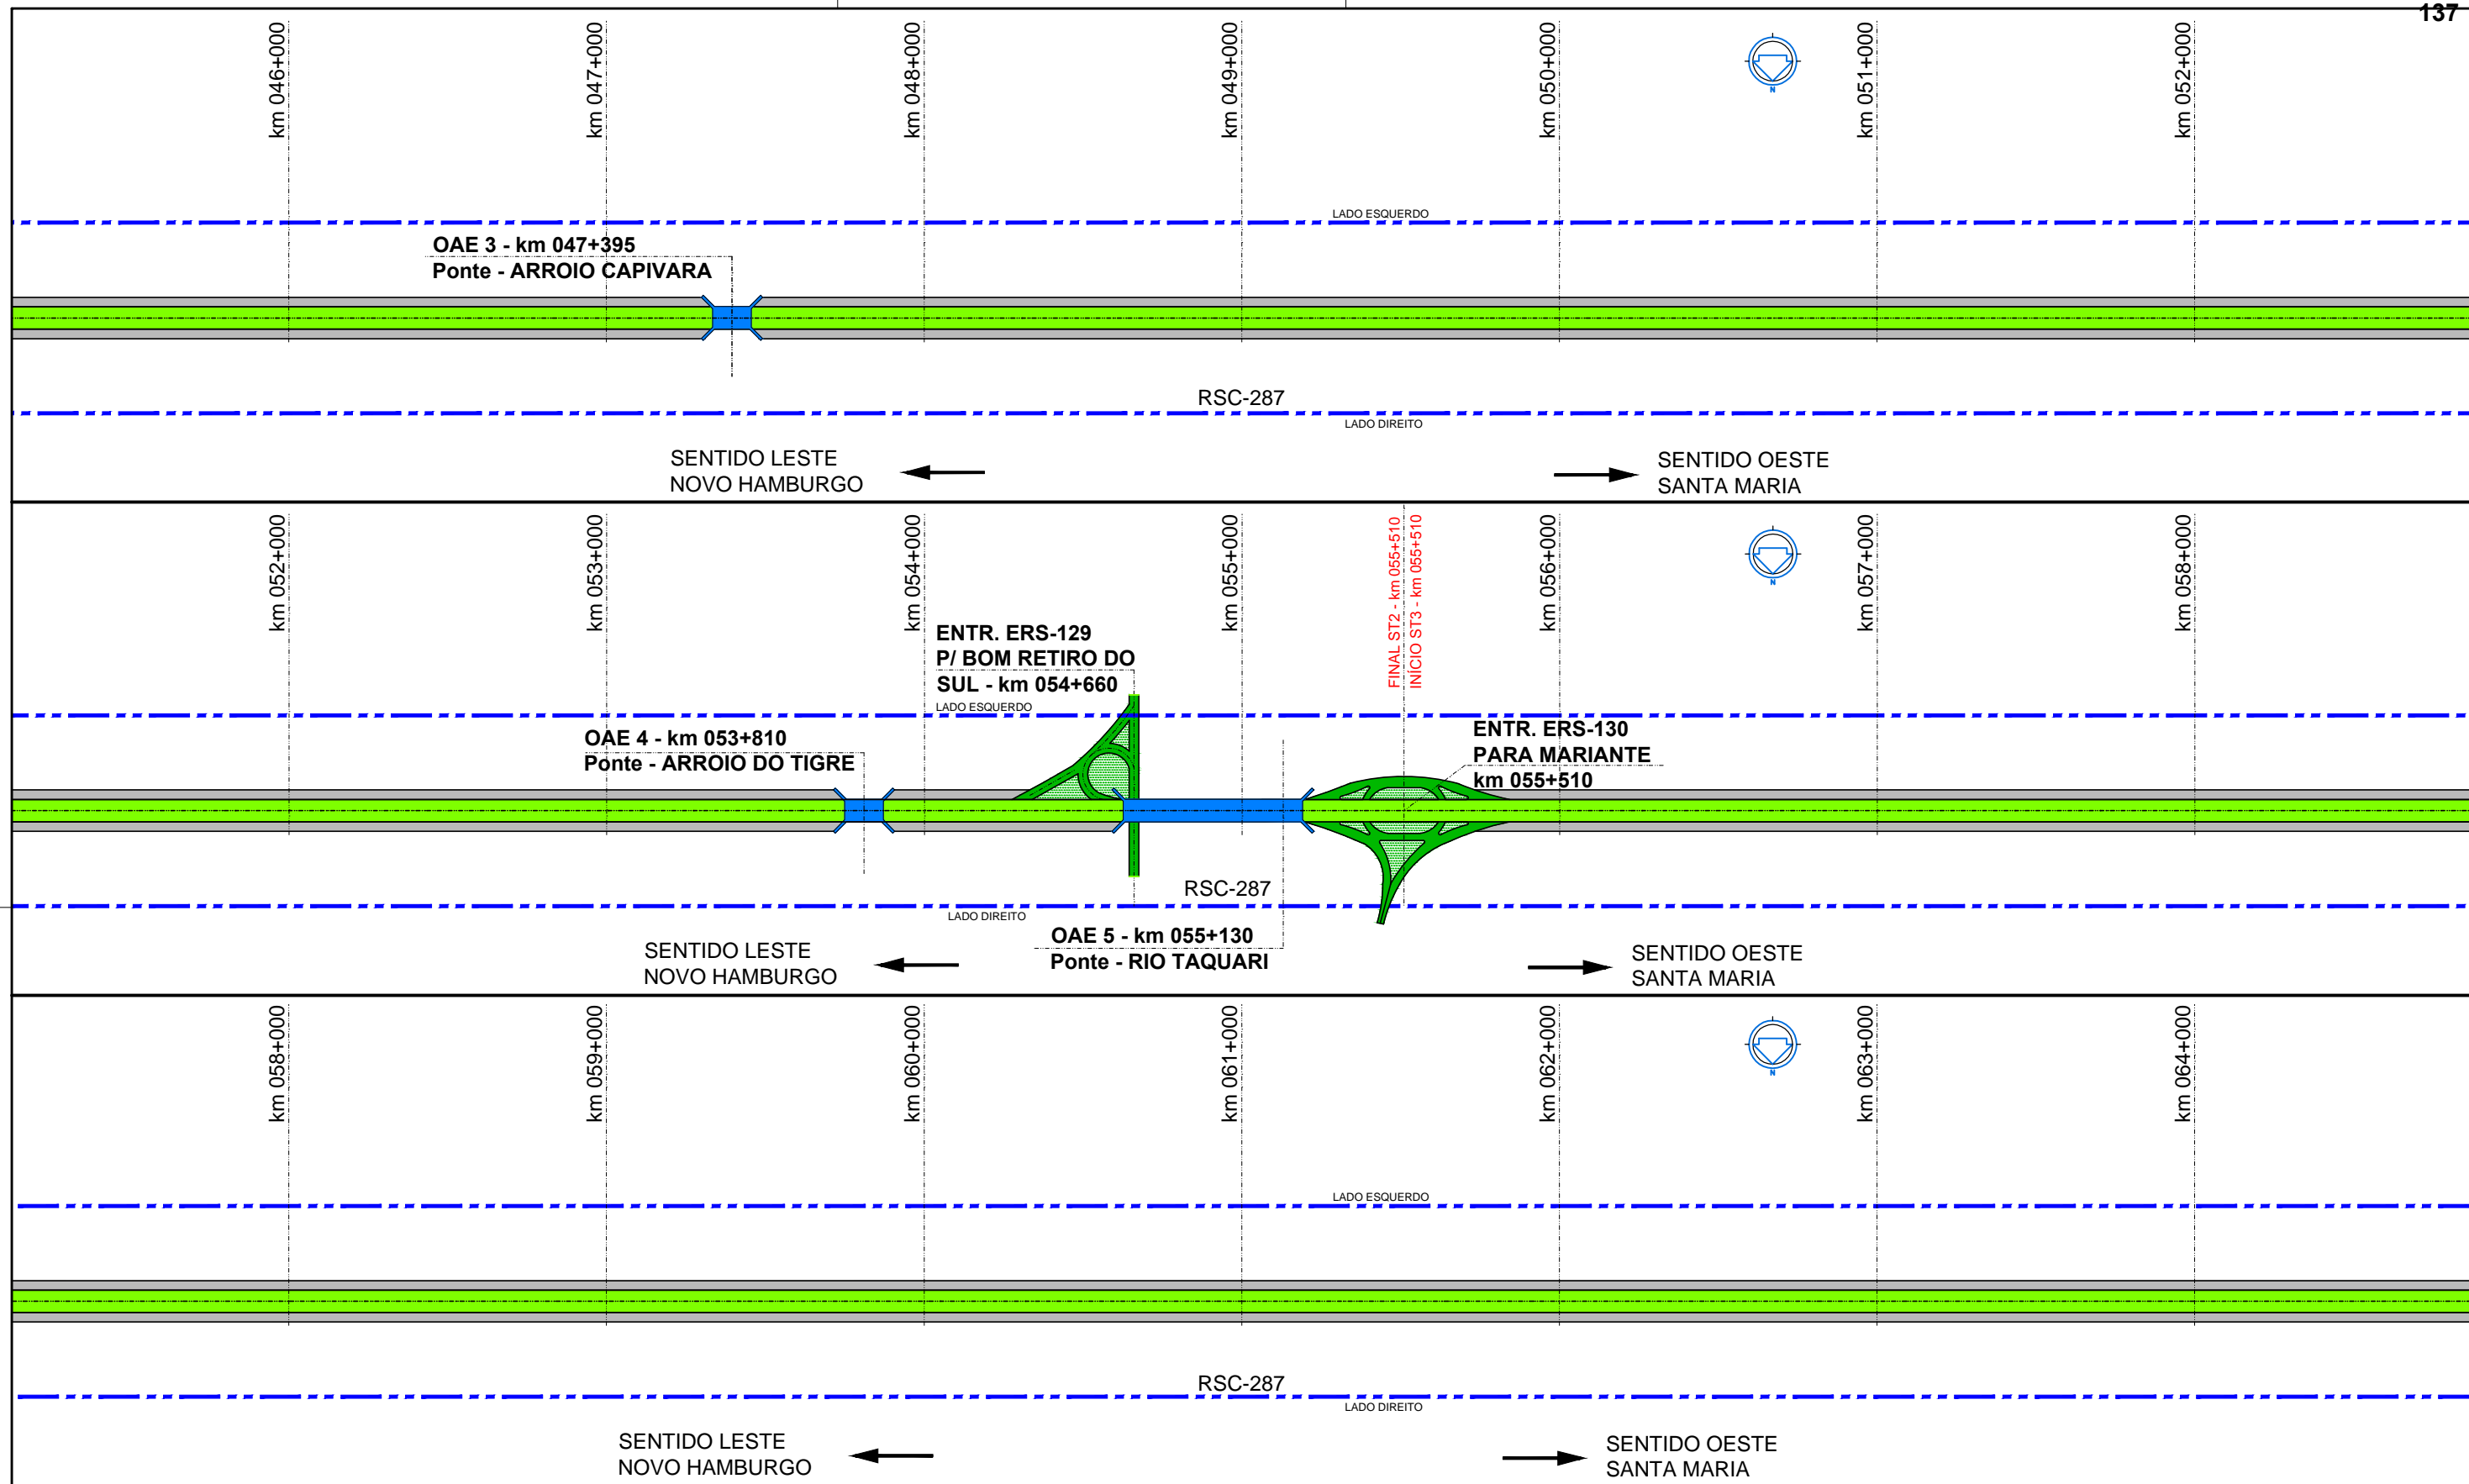 137
km 046+000
km 047+000
km 048+000
km 049+000
km 050+000
km 051+000
km 052+000
N
LADO ESQUERDO
OAE 3 - km 047+395
Ponte - ARROIO CAPIVARA
RSC-287
LADO DIREITO
SENTIDO LESTE
NOVO HAMBURGO
SENTIDO OESTE
SANTA MARIA
km 052+000
km 053+000
km 054+000
km 055+000
FINAL ST2 - km 055+510
INÍCIO ST3 - km 055+510
km 056+000
km 057+000
km 058+000
N
ENTR. ERS-129
P/ BOM RETIRO DO
SUL - km 054+660
LADO ESQUERDO
OAE 4 - km 053+810
Ponte - ARROIO DO TIGRE
ENTR. ERS-130
PARA MARIANTE
km 055+510
RSC-287
LADO DIREITO
OAE 5 - km 055+130
Ponte - RIO TAQUARI
SENTIDO LESTE
NOVO HAMBURGO
SENTIDO OESTE
SANTA MARIA
km 058+000
km 059+000
km 060+000
km 061+000
km 062+000
km 063+000
km 064+000
N
LADO ESQUERDO
RSC-287
LADO DIREITO
SENTIDO LESTE
NOVO HAMBURGO
SENTIDO OESTE
SANTA MARIA